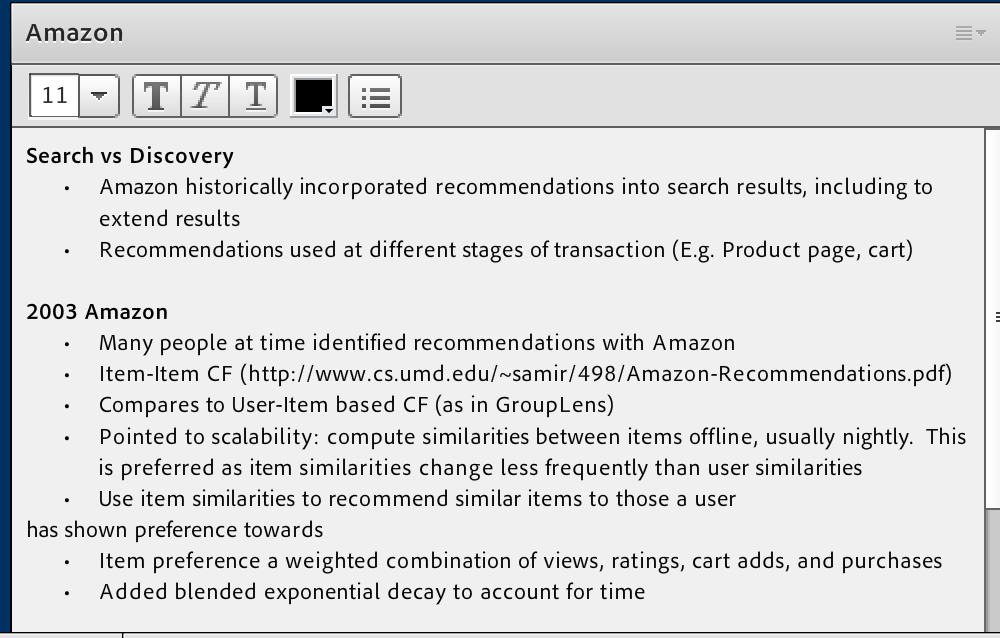 Amazon
11
T T T
Search vs Discovery
• Amazon historically incorporated recommendations into search results, including to
extend results
• Recommendations used at different stages of transaction (E.g. Product page, cart)
2003 Amazon
• Many people at time identified recommendations with Amazon
• Item-Item CF (http://www.cs.umd.edu/~samir/498/Amazon-Recommendations.pdf)
• Compares to User-Item based CF (as in GroupLens)
• Pointed to scalability: compute similarities between items offline, usually nightly. This
is preferred as item similarities change less frequently than user similarities
• Use item similarities to recommend similar items to those a user
has shown preference towards
• Item preference a weighted combination of views, ratings, cart adds, and purchases
• Added blended exponential decay to account for time